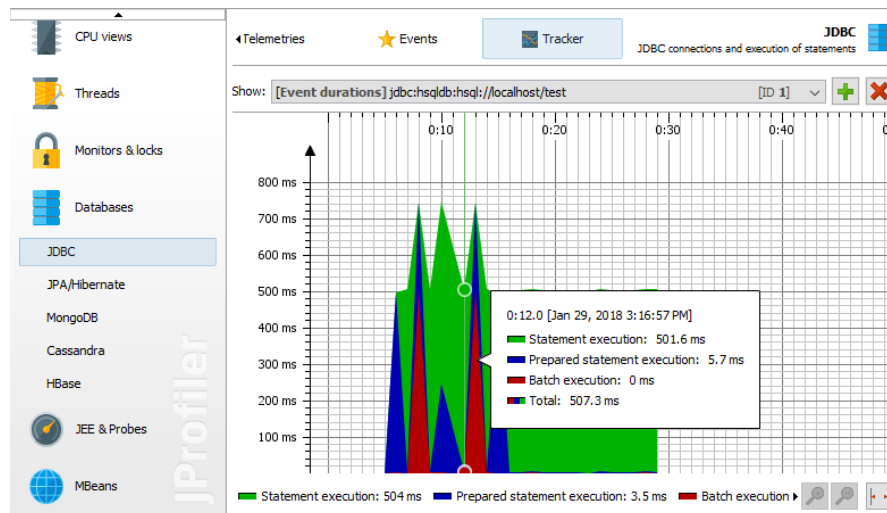 CPU views
Threads
Monitors & locks
Databases
JDBC
JPA/Hibernate
MongoDB
Cassandra
HBase
JEE & Probes
MBeans
JProfiler
Telemetries
Events
Tracker
JDBC
JDBC connections and execution of statements
Show: [Event durations] jdbc:hsqldb:hsql://localhost/test [ID 1]
0:10 0:20 0:30 0:40
800 ms
700 ms
600 ms
500 ms
400 ms
300 ms
200 ms
100 ms
0:12.0 [Jan 29, 2018 3:16:57 PM]
Statement execution: 501.6 ms
Prepared statement execution: 5.7 ms
Batch execution: 0 ms
Total: 507.3 ms
Statement execution: 504 ms Prepared statement execution: 3.5 ms Batch execution